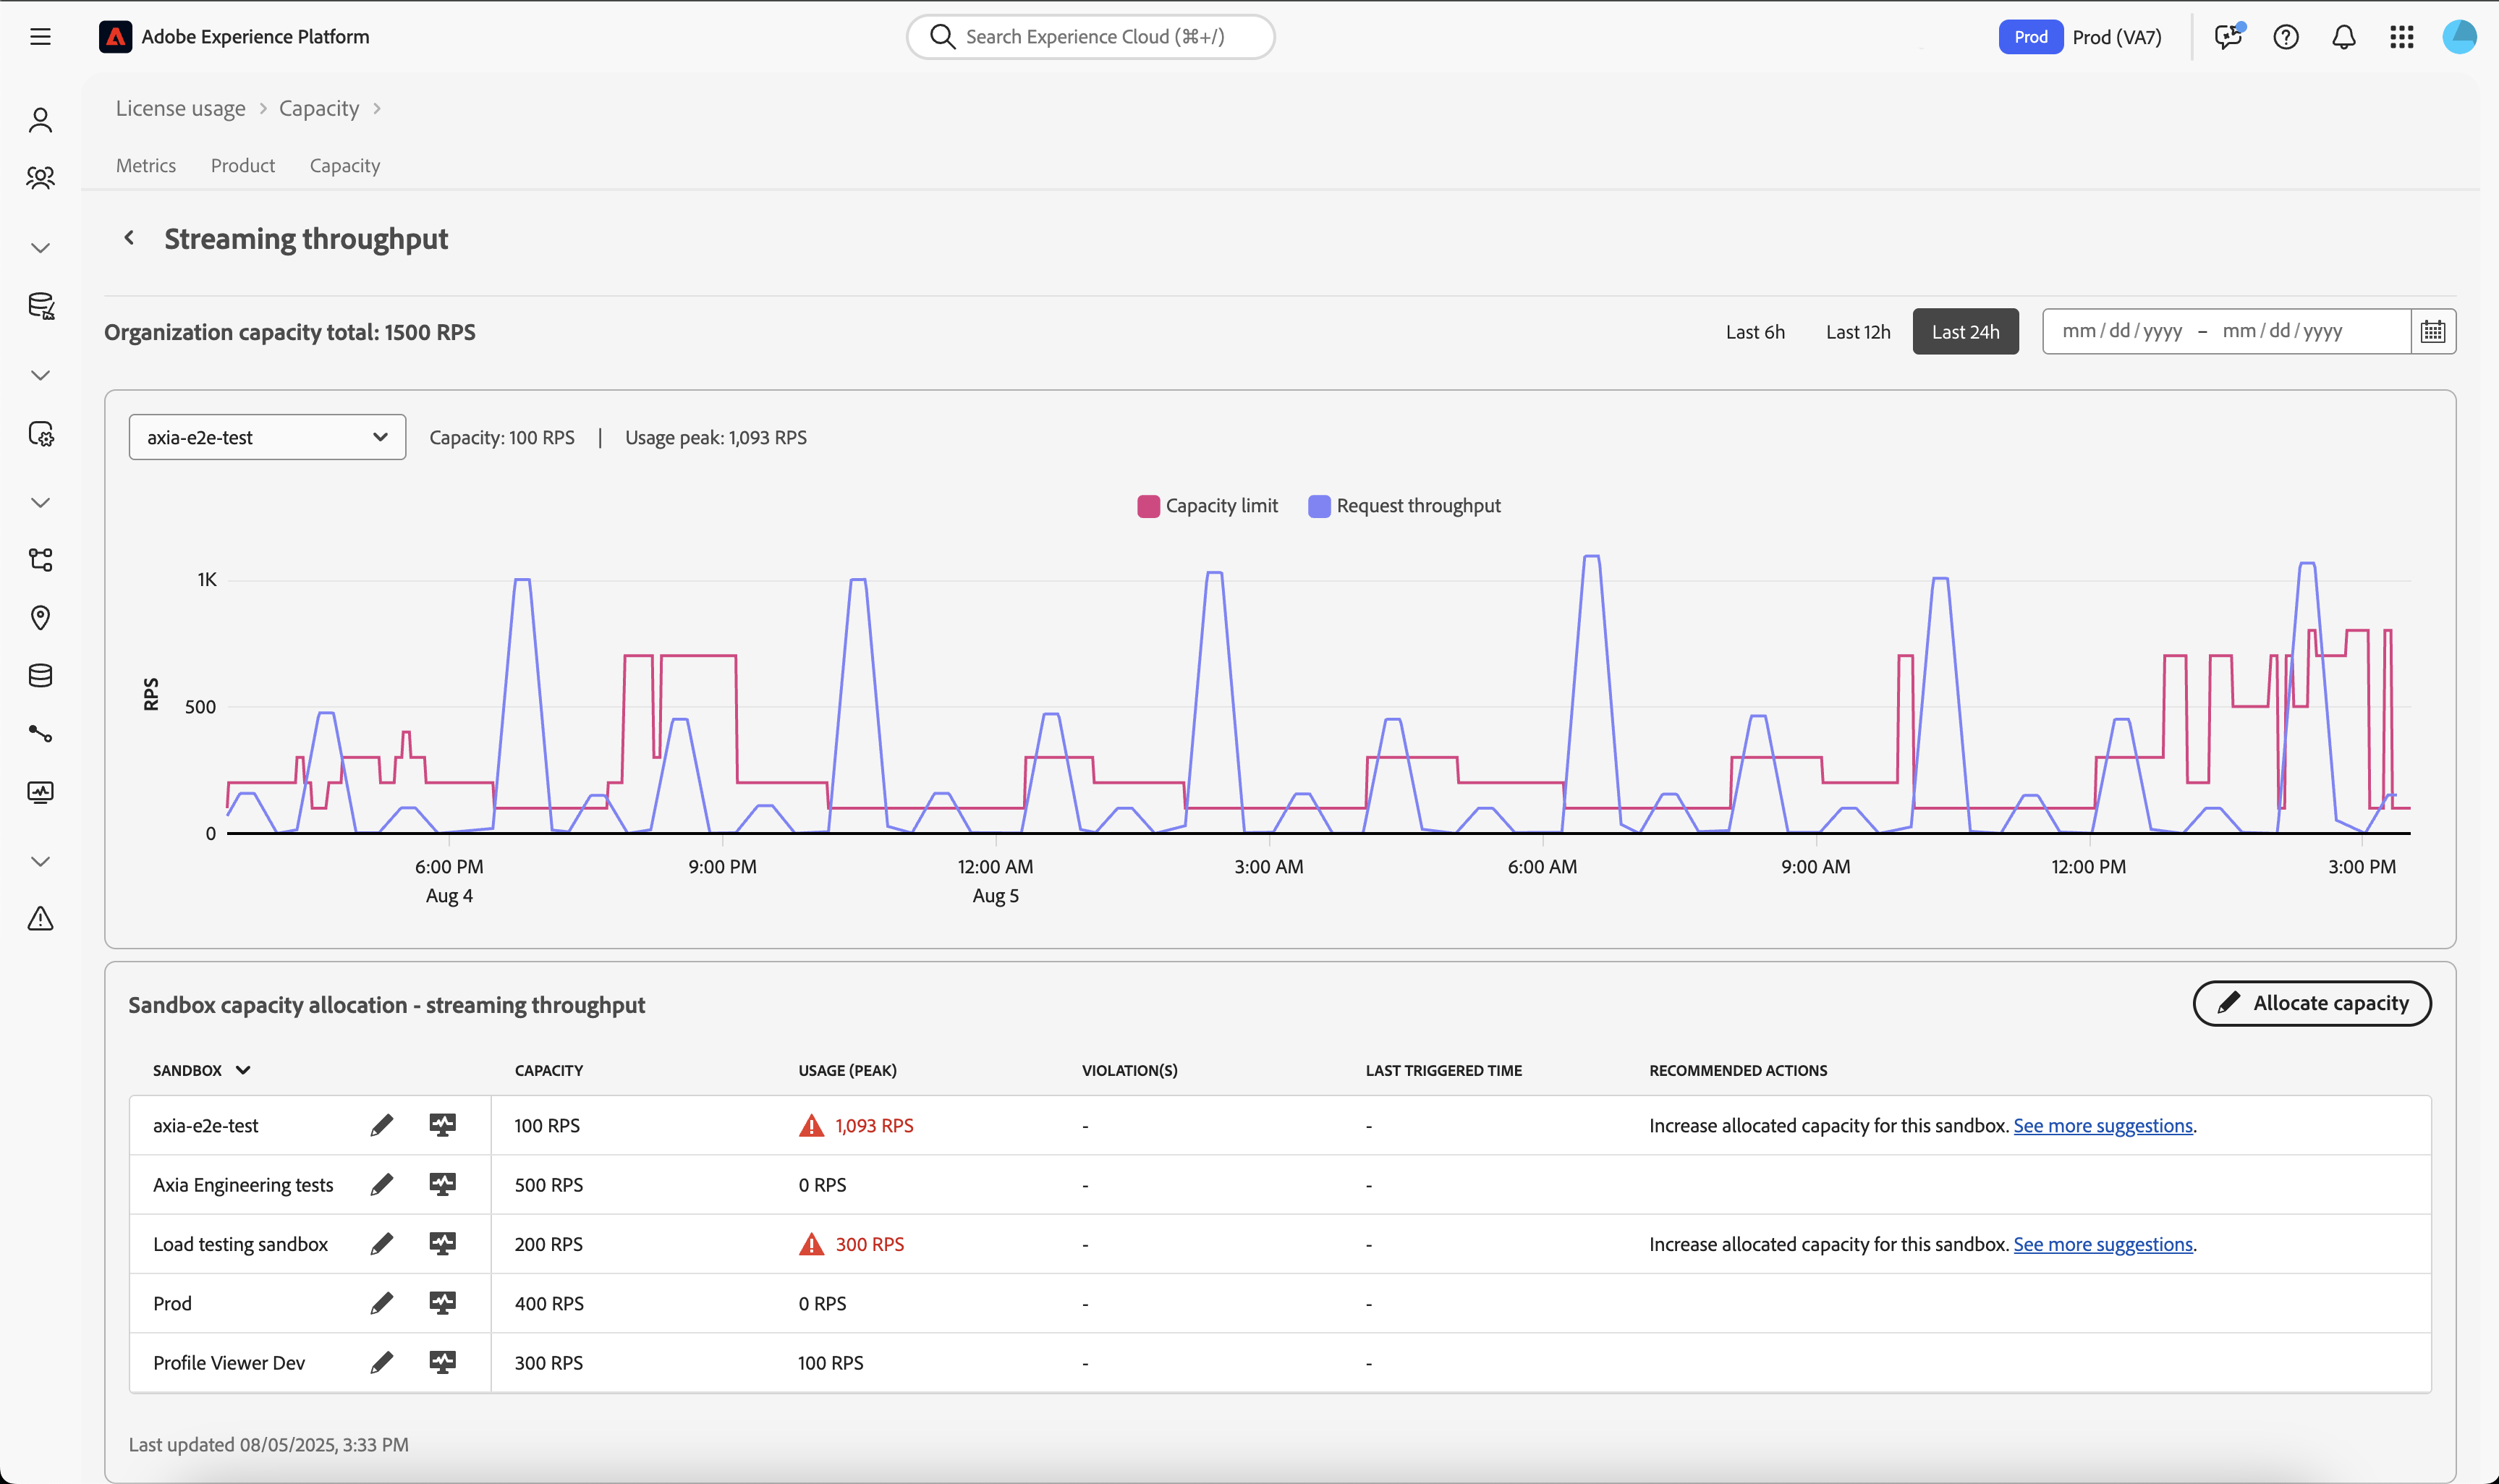 Adobe Experience Platform
Search Experience Cloud (⌘+/)
Prod Prod (VA7)
License usage > Capacity >
Metrics Product Capacity
Streaming throughput
Organization capacity total: 1500 RPS
Last 6h Last 12h Last 24h mm / dd / yyyy – mm / dd / yyyy
axia-e2e-test Capacity: 100 RPS | Usage peak: 1,093 RPS
Capacity limit Request throughput
1K
500
0
RPS
6:00 PM 9:00 PM 12:00 AM 3:00 AM 6:00 AM 9:00 AM 12:00 PM 3:00 PM
Aug 4 Aug 5
Sandbox capacity allocation - streaming throughput
Allocate capacity
SANDBOX CAPACITY USAGE (PEAK) VIOLATION(S) LAST TRIGGERED TIME RECOMMENDED ACTIONS
axia-e2e-test 100 RPS 1,093 RPS - - Increase allocated capacity for this sandbox. See more suggestions.
Axia Engineering tests 500 RPS 0 RPS - -
Load testing sandbox 200 RPS 300 RPS - - Increase allocated capacity for this sandbox. See more suggestions.
Prod 400 RPS 0 RPS - -
Profile Viewer Dev 300 RPS 100 RPS - -
Last updated 08/05/2025, 3:33 PM